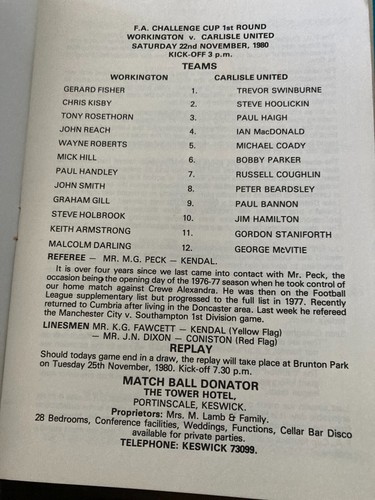 F.A. CHALLENGE CUP 1st ROUND
WORKINGTON v. CARLISLE UNITED
SATURDAY 22nd NOVEMBER, 1980
KICK-OFF 3 p.m.
TEAMS
WORKINGTON CARLISLE UNITED
GERARD FISHER 1. TREVOR SWINBURNE
CHRIS KISBY 2. STEVE HOOLICKIN
TONY ROSETHORN 3. PAUL HAIGH
JOHN REACH 4. IAN MacDONALD
WAYNE ROBERTS 5. MICHAEL COADY
MICK HILL 6. BOBBY PARKER
PAUL HANDLEY 7. RUSSELL COUGHLIN
JOHN SMITH 8. PETER BEARDSLEY
GRAHAM GILL 9. PAUL BANNON
STEVE HOLBROOK 10. JIM HAMILTON
KEITH ARMSTRONG 11. GORDON STANIFORTH
MALCOLM DARLING 12. GEORGE McVITIE
REFEREE – MR. M.G. PECK – KENDAL.
It is over four years since we last came into contact with Mr. Peck, the
occasion being the opening day of the 1976-77 season when he took control of
our home match against Crewe Alexandra. He was then on the Football
League supplementary list but progressed to the full list in 1977. Recently
returned to Cumbria after living in the Doncaster area. Last week he refereed
the Manchester City v. Southampton 1st Division game.
LINESMEN MR. K.G. FAWCETT – KENDAL (Yellow Flag)
– MR. J.N. DIXON – CONISTON (Red Flag)
REPLAY
Should todays game end in a draw, the replay will take place at Brunton Park
on Tuesday 25th November, 1980. Kick-off 7.30 p.m.
MATCH BALL DONATOR
THE TOWER HOTEL,
PORTINSCALE, KESWICK.
Proprietors: Mrs. M. Lamb & Family.
28 Bedrooms, Conference facilities, Weddings, Functions, Cellar Bar Disco
available for private parties.
TELEPHONE: KESWICK 73099.